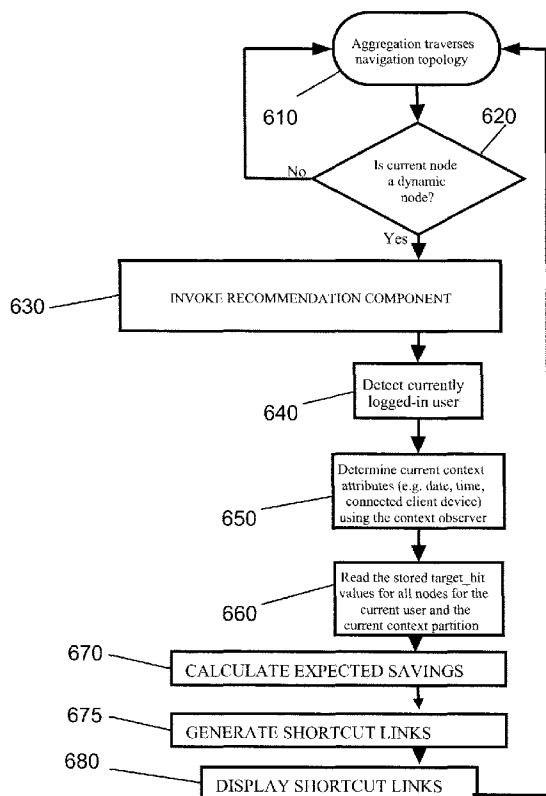 Aggregation traverses
navigation topology
610
620
Is current node
a dynamic
node?
No
Yes
INVOKE RECOMMENDATION COMPONENT
630
Detect currently
logged-in user
640
Determine current context
attributes (e.g. date, time,
connected client device)
using the context observer
650
Read the stored target_hit
values for all nodes for the
current user and the
current context partition
660
670
CALCULATE EXPECTED SAVINGS
675
GENERATE SHORTCUT LINKS
680
DISPLAY SHORTCUT LINKS